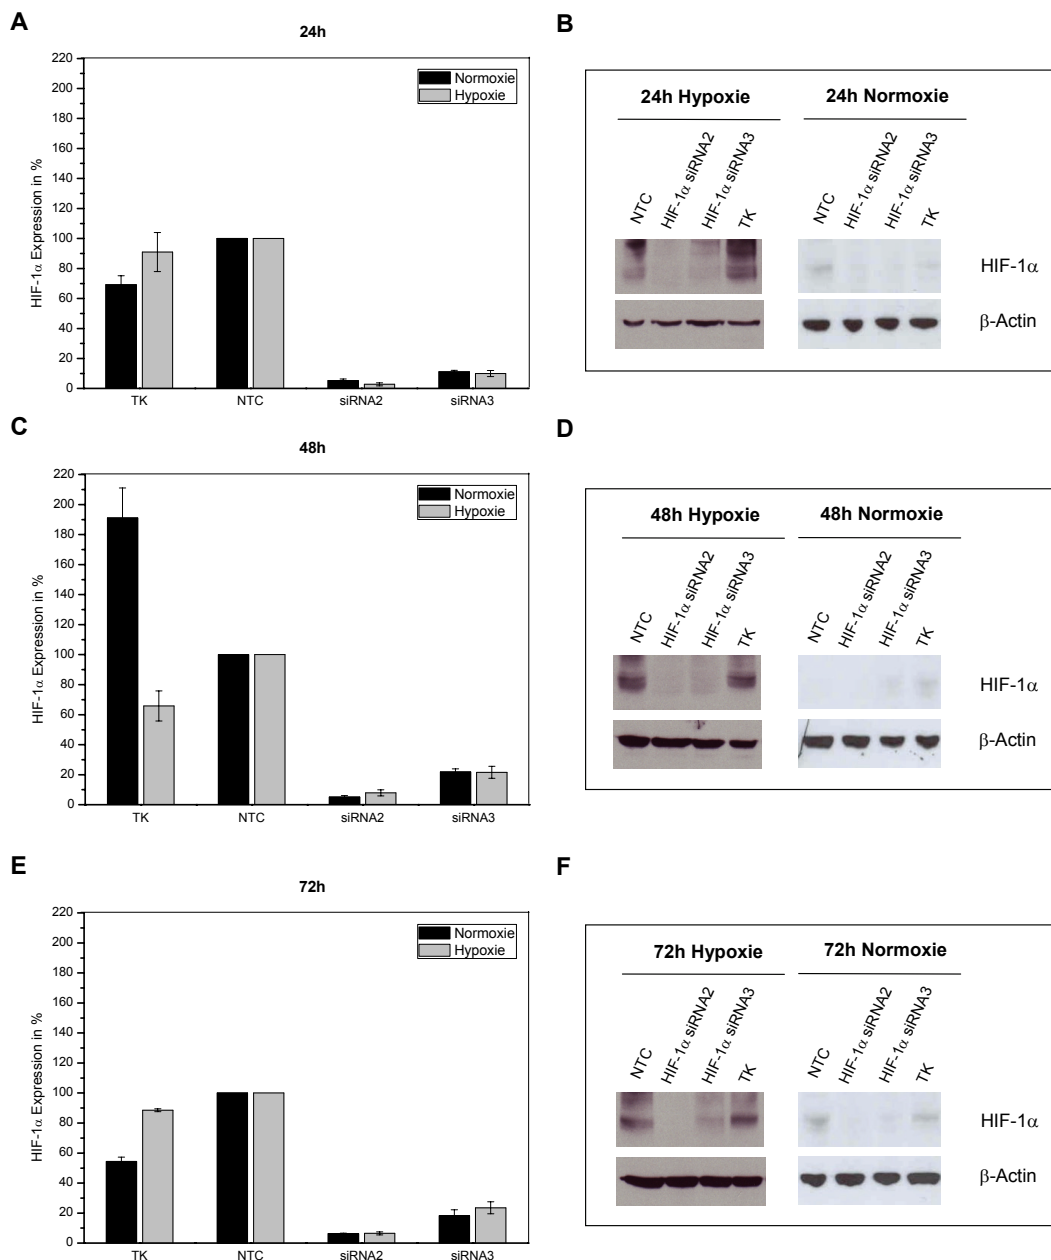 A
24h
220
200
180
160
140
120
100
80
60
40
20
0
HIF-1α Expression in %
Normoxie
Hypoxie
TK NTC siRNA2 siRNA3
B
24h Hypoxie 24h Normoxie
NTC HIF-1α siRNA2 HIF-1α siRNA3 TK NTC HIF-1α siRNA2 HIF-1α siRNA3 TK
HIF-1α
β-Actin
C
48h
220
200
180
160
140
120
100
80
60
40
20
0
HIF-1α Expression in %
Normoxie
Hypoxie
TK NTC siRNA2 siRNA3
D
48h Hypoxie 48h Normoxie
NTC HIF-1α siRNA2 HIF-1α siRNA3 TK NTC HIF-1α siRNA2 HIF-1α siRNA3 TK
HIF-1α
β-Actin
E
72h
220
200
180
160
140
120
100
80
60
40
20
0
HIF-1α Expression in %
Normoxie
Hypoxie
TK NTC siRNA2 siRNA3
F
72h Hypoxie 72h Normoxie
NTC HIF-1α siRNA2 HIF-1α siRNA3 TK NTC HIF-1α siRNA2 HIF-1α siRNA3 TK
HIF-1α
β-Actin